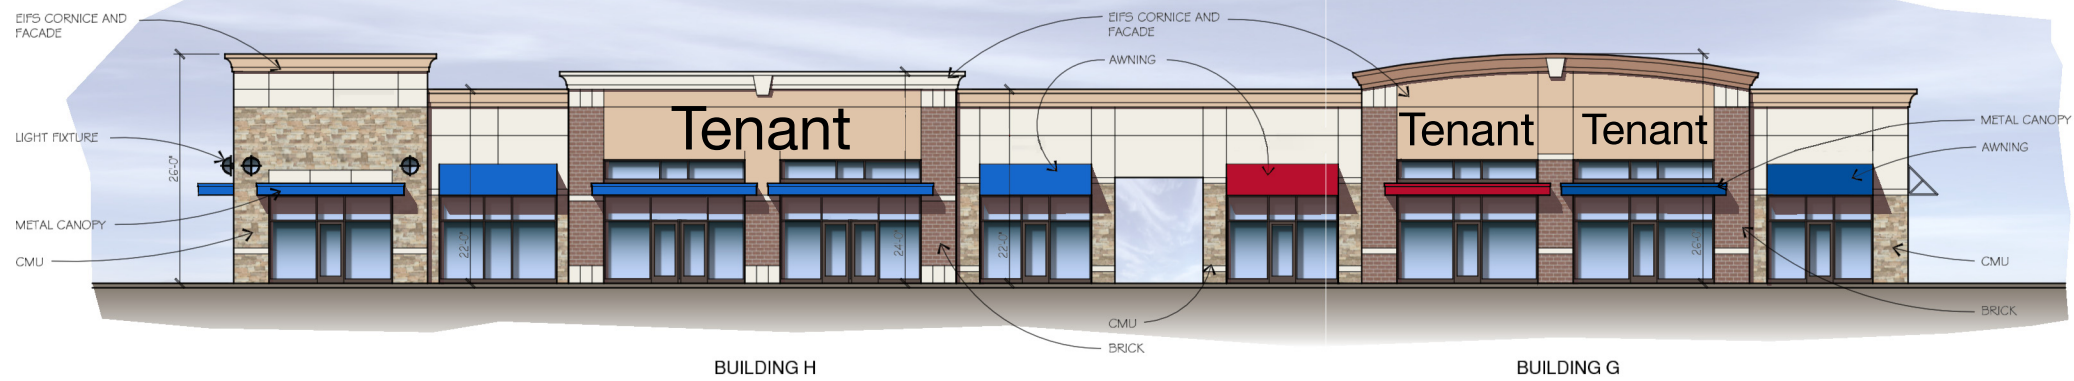 EIFS CORNICE AND
FACADE
LIGHT FIXTURE
METAL CANOPY
CMU
26'-0"
22'-0"
Tenant
24'-0"
EIFS CORNICE AND
FACADE
AWNING
22'-0"
CMU
BRICK
Tenant
Tenant
26'-0"
METAL CANOPY
AWNING
CMU
BRICK
BUILDING H
BUILDING G